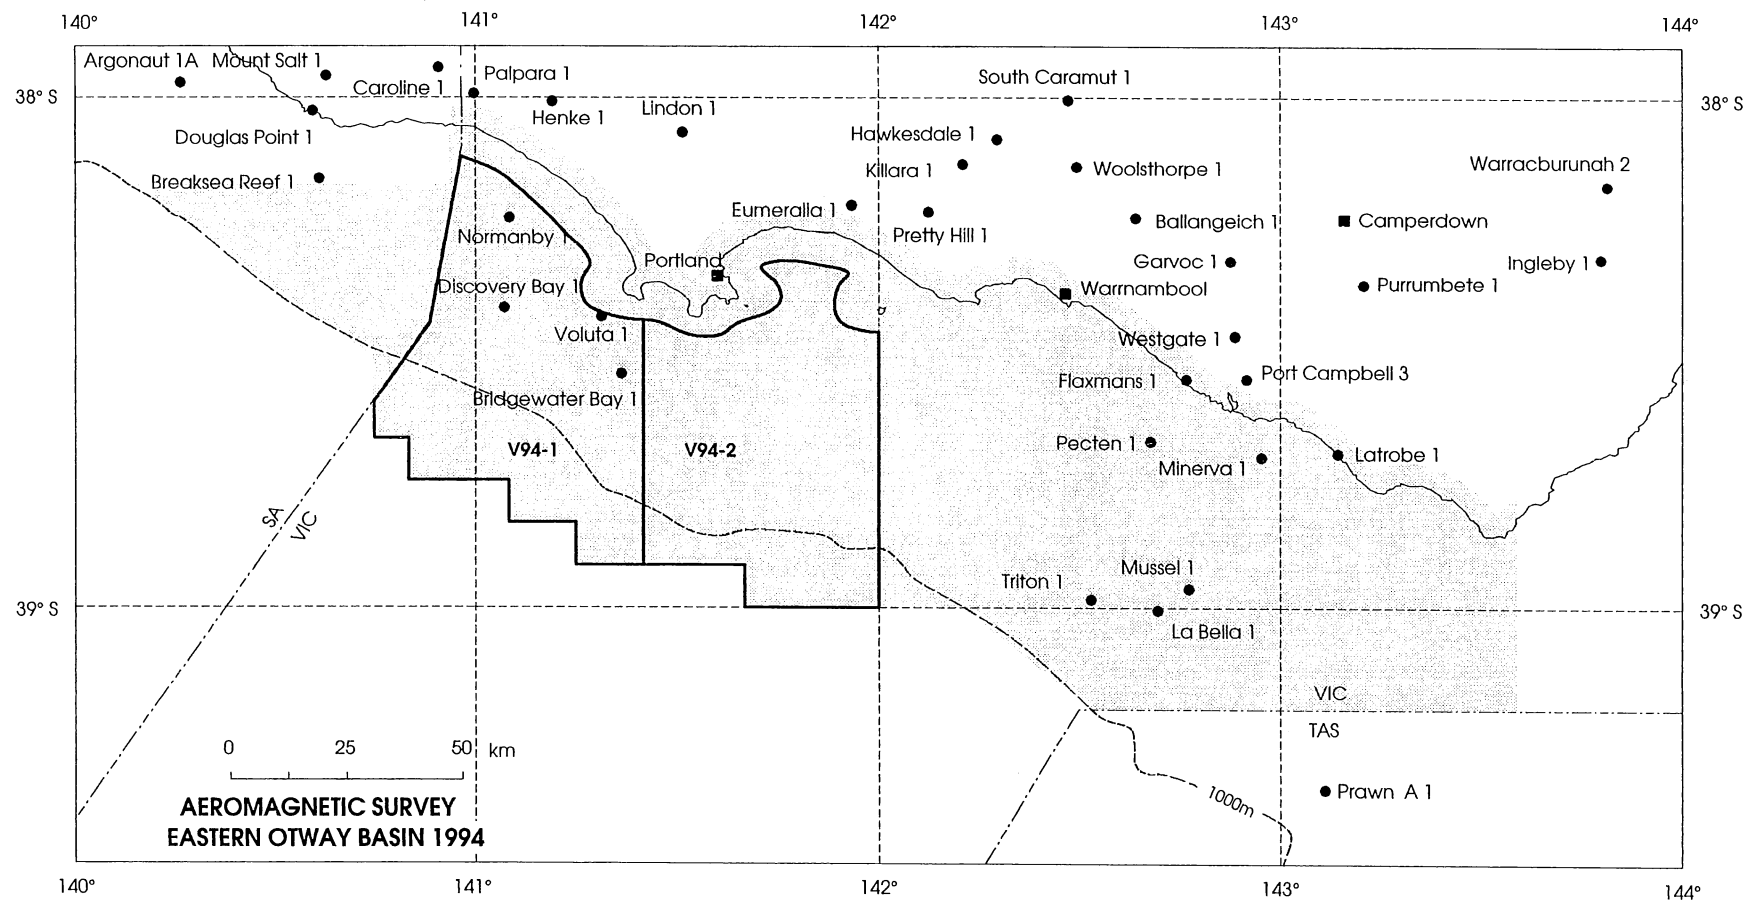 140°
141°
142°
143°
144°
Argonaut 1A
Mount Salt 1
Caroline 1
Palpara 1
South Caramut 1
38° S
38° S
Henke 1
Lindon 1
Douglas Point 1
Hawkesdale 1
Killara 1
Woolsthorpe 1
Warracburunah 2
Breaksea Reef 1
Eumeralla 1
Pretty Hill 1
Ballangeich 1
Camperdown
Normanby 1
Portland
Garvoc 1
Ingleby 1
Discovery Bay 1
Warrnambool
Purrumbete 1
Voluta 1
Westgate 1
Flaxmans 1
Port Campbell 3
Bridgewater Bay 1
V94-1
V94-2
Pecten 1
Minerva 1
Latrobe 1
SA
VIC
Mussel 1
Triton 1
39° S
39° S
La Bella 1
VIC
TAS
0 25 50 km
1000m
Prawn A 1
AEROMAGNETIC SURVEY
EASTERN OTWAY BASIN 1994
140°
141°
142°
143°
144°